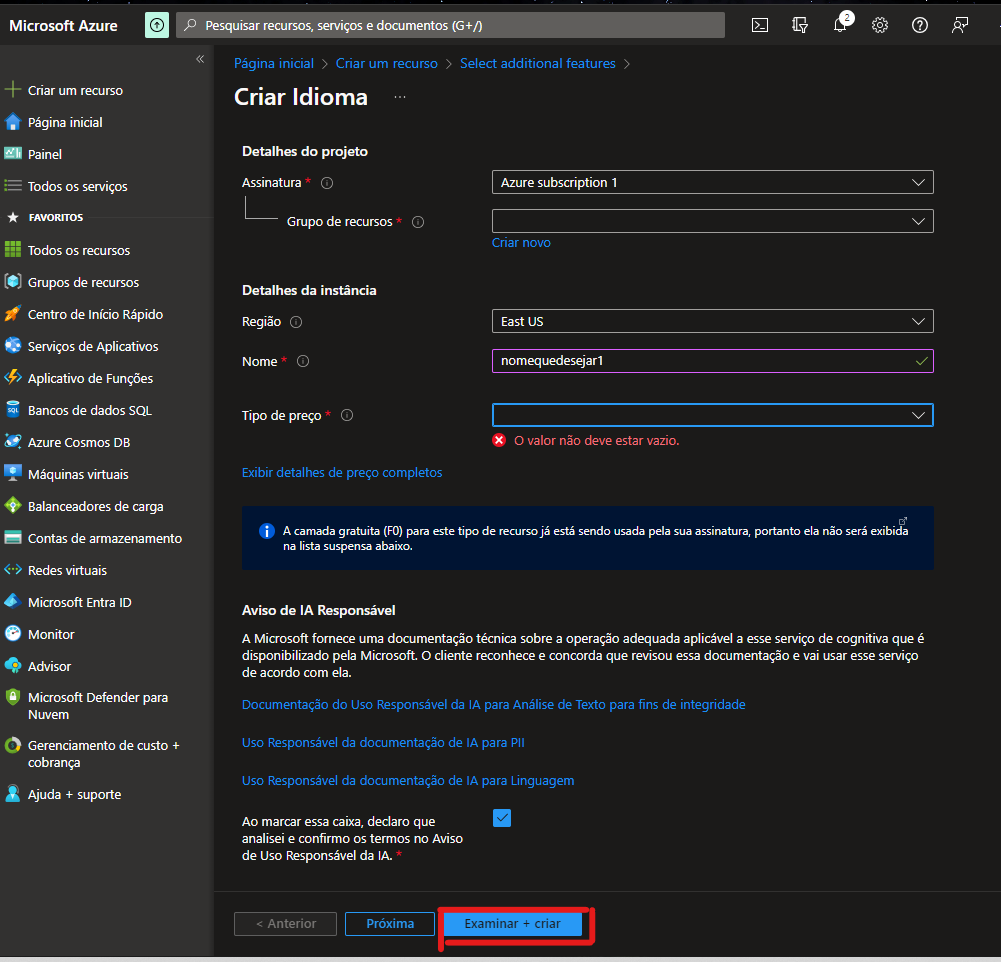 Microsoft Azure
Pesquisar recursos, serviços e documentos (G+/)
2
«
Criar um recurso
Página inicial
Painel
Todos os serviços
FAVORITOS
Todos os recursos
Grupos de recursos
Centro de Início Rápido
Serviços de Aplicativos
Aplicativo de Funções
SQL
Bancos de dados SQL
Azure Cosmos DB
Máquinas virtuais
Balanceadores de carga
Contas de armazenamento
Redes virtuais
Microsoft Entra ID
Monitor
Advisor
Microsoft Defender para
Nuvem
Gerenciamento de custo +
cobrança
Ajuda + suporte
Página inicial > Criar um recurso > Select additional features >
Criar Idioma ...
Detalhes do projeto
Assinatura * Azure subscription 1
Grupo de recursos *
Criar novo
Detalhes da instância
Região East US
Nome * nomequedesejar1
Tipo de preço *
O valor não deve estar vazio.
Exibir detalhes de preço completos
A camada gratuita (F0) para este tipo de recurso já está sendo usada pela sua assinatura, portanto ela não será exibida
na lista suspensa abaixo.
Aviso de IA Responsável
A Microsoft fornece uma documentação técnica sobre a operação adequada aplicável a esse serviço de cognitiva que é
disponibilizado pela Microsoft. O cliente reconhece e concorda que revisou essa documentação e vai usar esse serviço
de acordo com ela.
Documentação do Uso Responsável da IA para Análise de Texto para fins de integridade
Uso Responsável da documentação de IA para PII
Uso Responsável da documentação de IA para Linguagem
Ao marcar essa caixa, declaro que
analisei e confirmo os termos no Aviso
de Uso Responsável da IA. *
< Anterior
Próxima
Examinar + criar